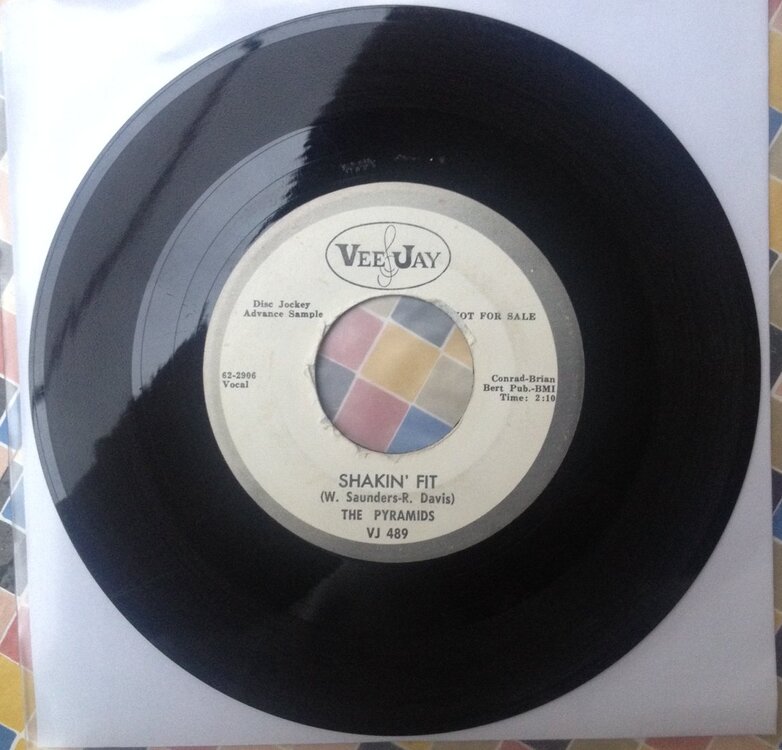 VEE JAY
Disc Jockey
Advance Sample
OT FOR SALE
62-2906
Vocal
Conrad-Brian
Bert Pub.-BMI
Time: 2:10
SHAKIN' FIT
(W. Saunders-R. Davis)
THE PYRAMIDS
VJ 489